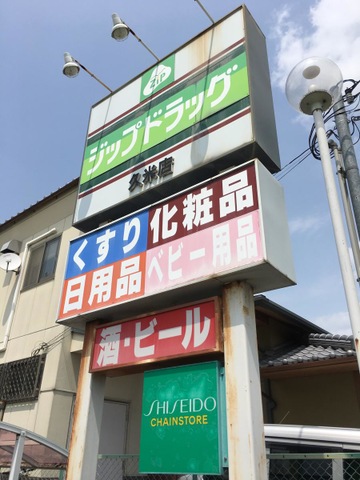 ZIP
ジップドラッグ
久米店
くすり 化粧品
日用品 ベビー用品
酒・ビール
SHISEIDO
CHAINSTORE